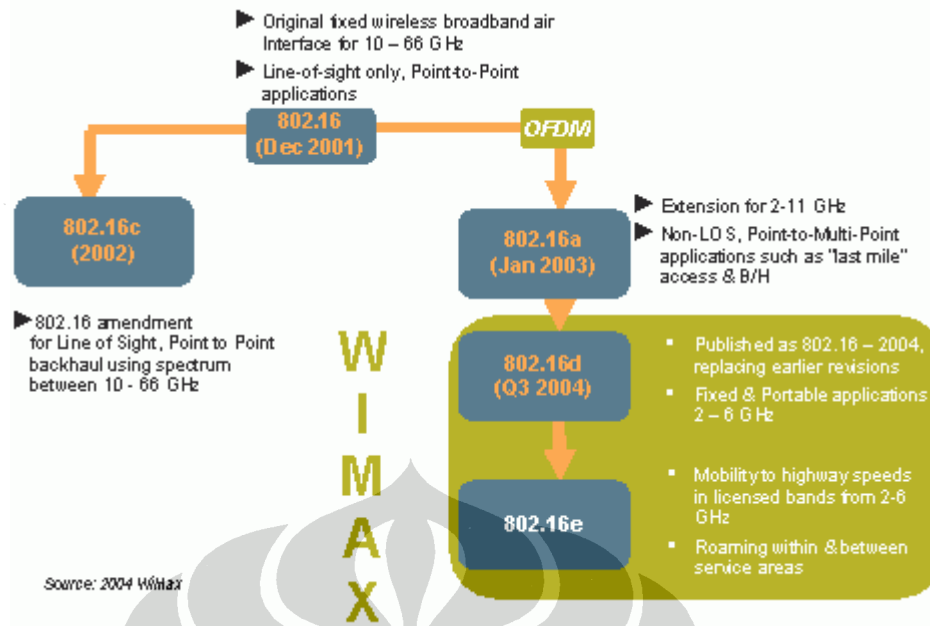 ► Original fixed wireless broadband air
Interface for 10 – 66 GHz
► Line-of-sight only, Point-to-Point
applications
802.16
(Dec 2001)
OFDM
802.16c
(2002)
802.16a
(Jan 2003)
► Extension for 2-11 GHz
► Non-LOS, Point-to-Multi-Point
applications such as "last mile"
access & B/H
► 802.16 amendment
for Line of Sight, Point to Point
backhaul using spectrum
between 10 - 66 GHz
W
I
M
A
X
802.16d
(Q3 2004)
▪ Published as 802.16 – 2004,
replacing earlier revisions
▪ Fixed & Portable applications
2 – 6 GHz
802.16e
▪ Mobility to highway speeds
in licensed bands from 2-6
GHz
▪ Roaming within & between
service areas
Source: 2004 WiMax